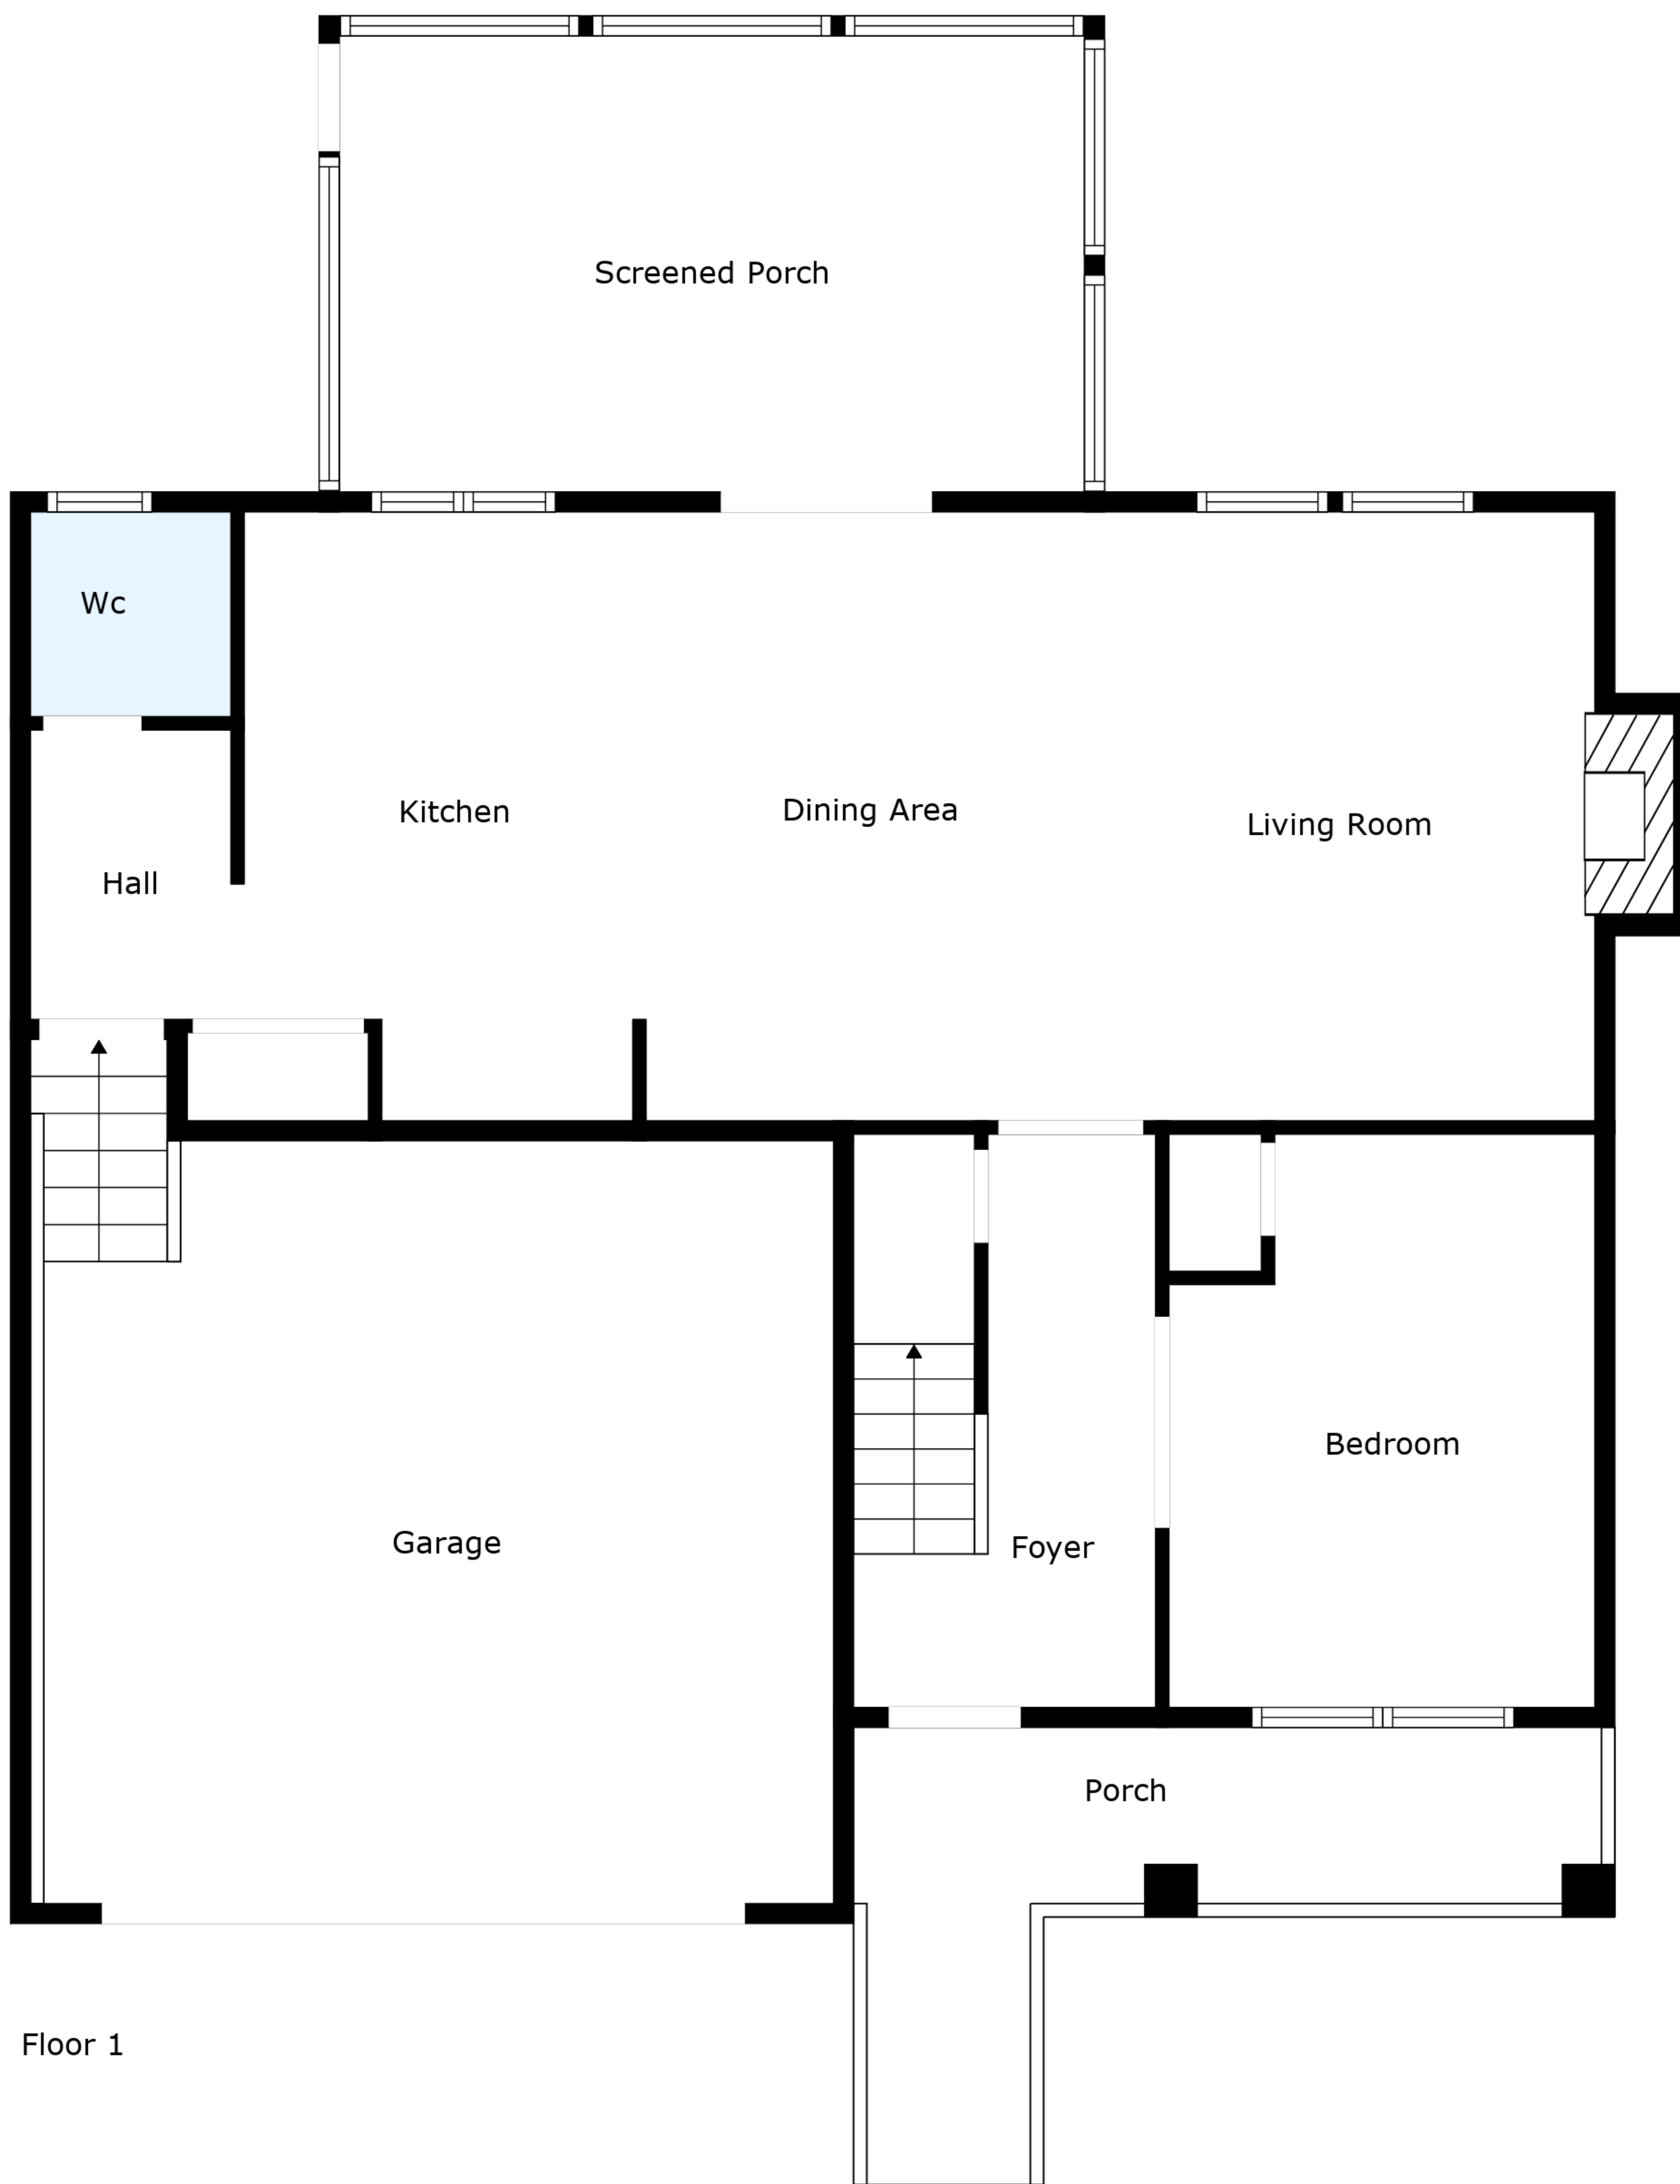 Screened Porch
Wc
Kitchen
Dining Area
Living Room
Hall
Bedroom
Garage
Foyer
Porch
Floor 1